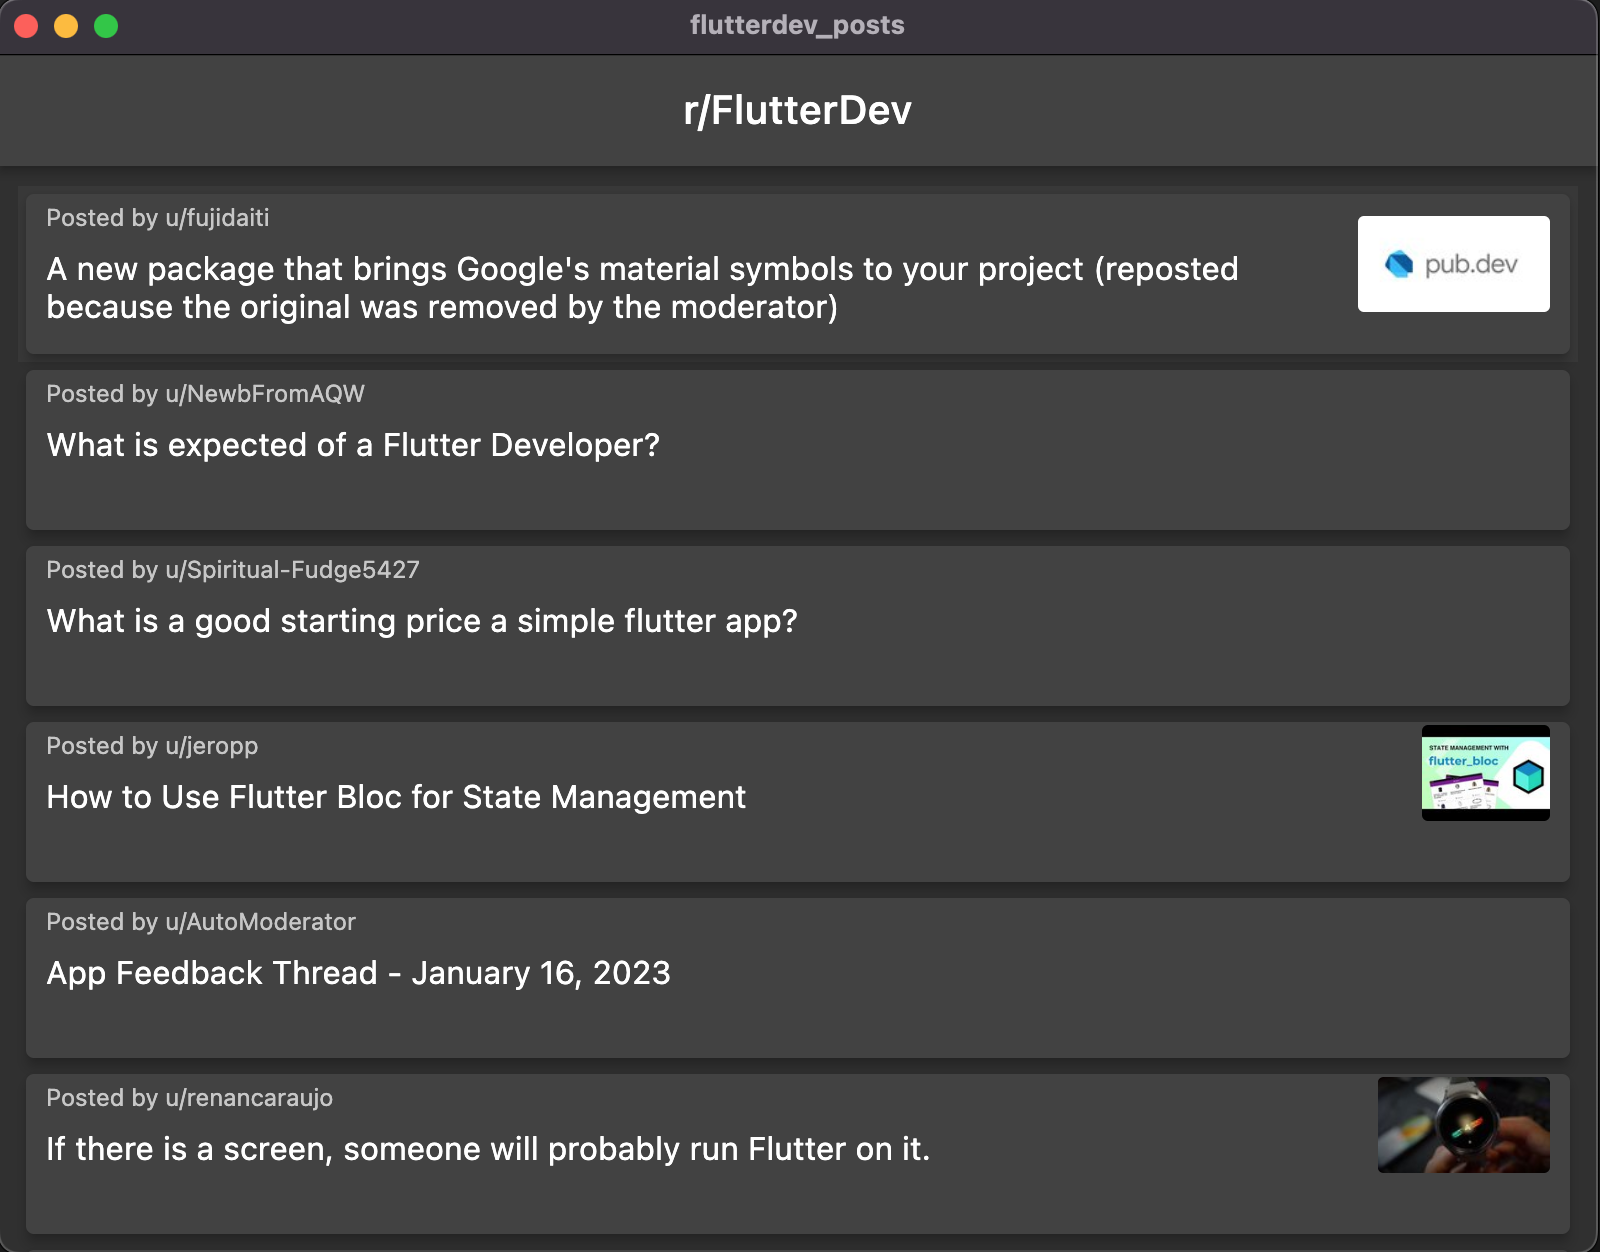 flutterdev_posts
r/FlutterDev
Posted by u/fujidaiti
A new package that brings Google's material symbols to your project (reposted
because the original was removed by the moderator)
pub.dev
Posted by u/NewbFromAQW
What is expected of a Flutter Developer?
Posted by u/Spiritual-Fudge5427
What is a good starting price a simple flutter app?
Posted by u/jeropp
How to Use Flutter Bloc for State Management
STATE MANAGEMENT WITH
flutter_bloc
Posted by u/AutoModerator
App Feedback Thread - January 16, 2023
Posted by u/renancaraujo
If there is a screen, someone will probably run Flutter on it.